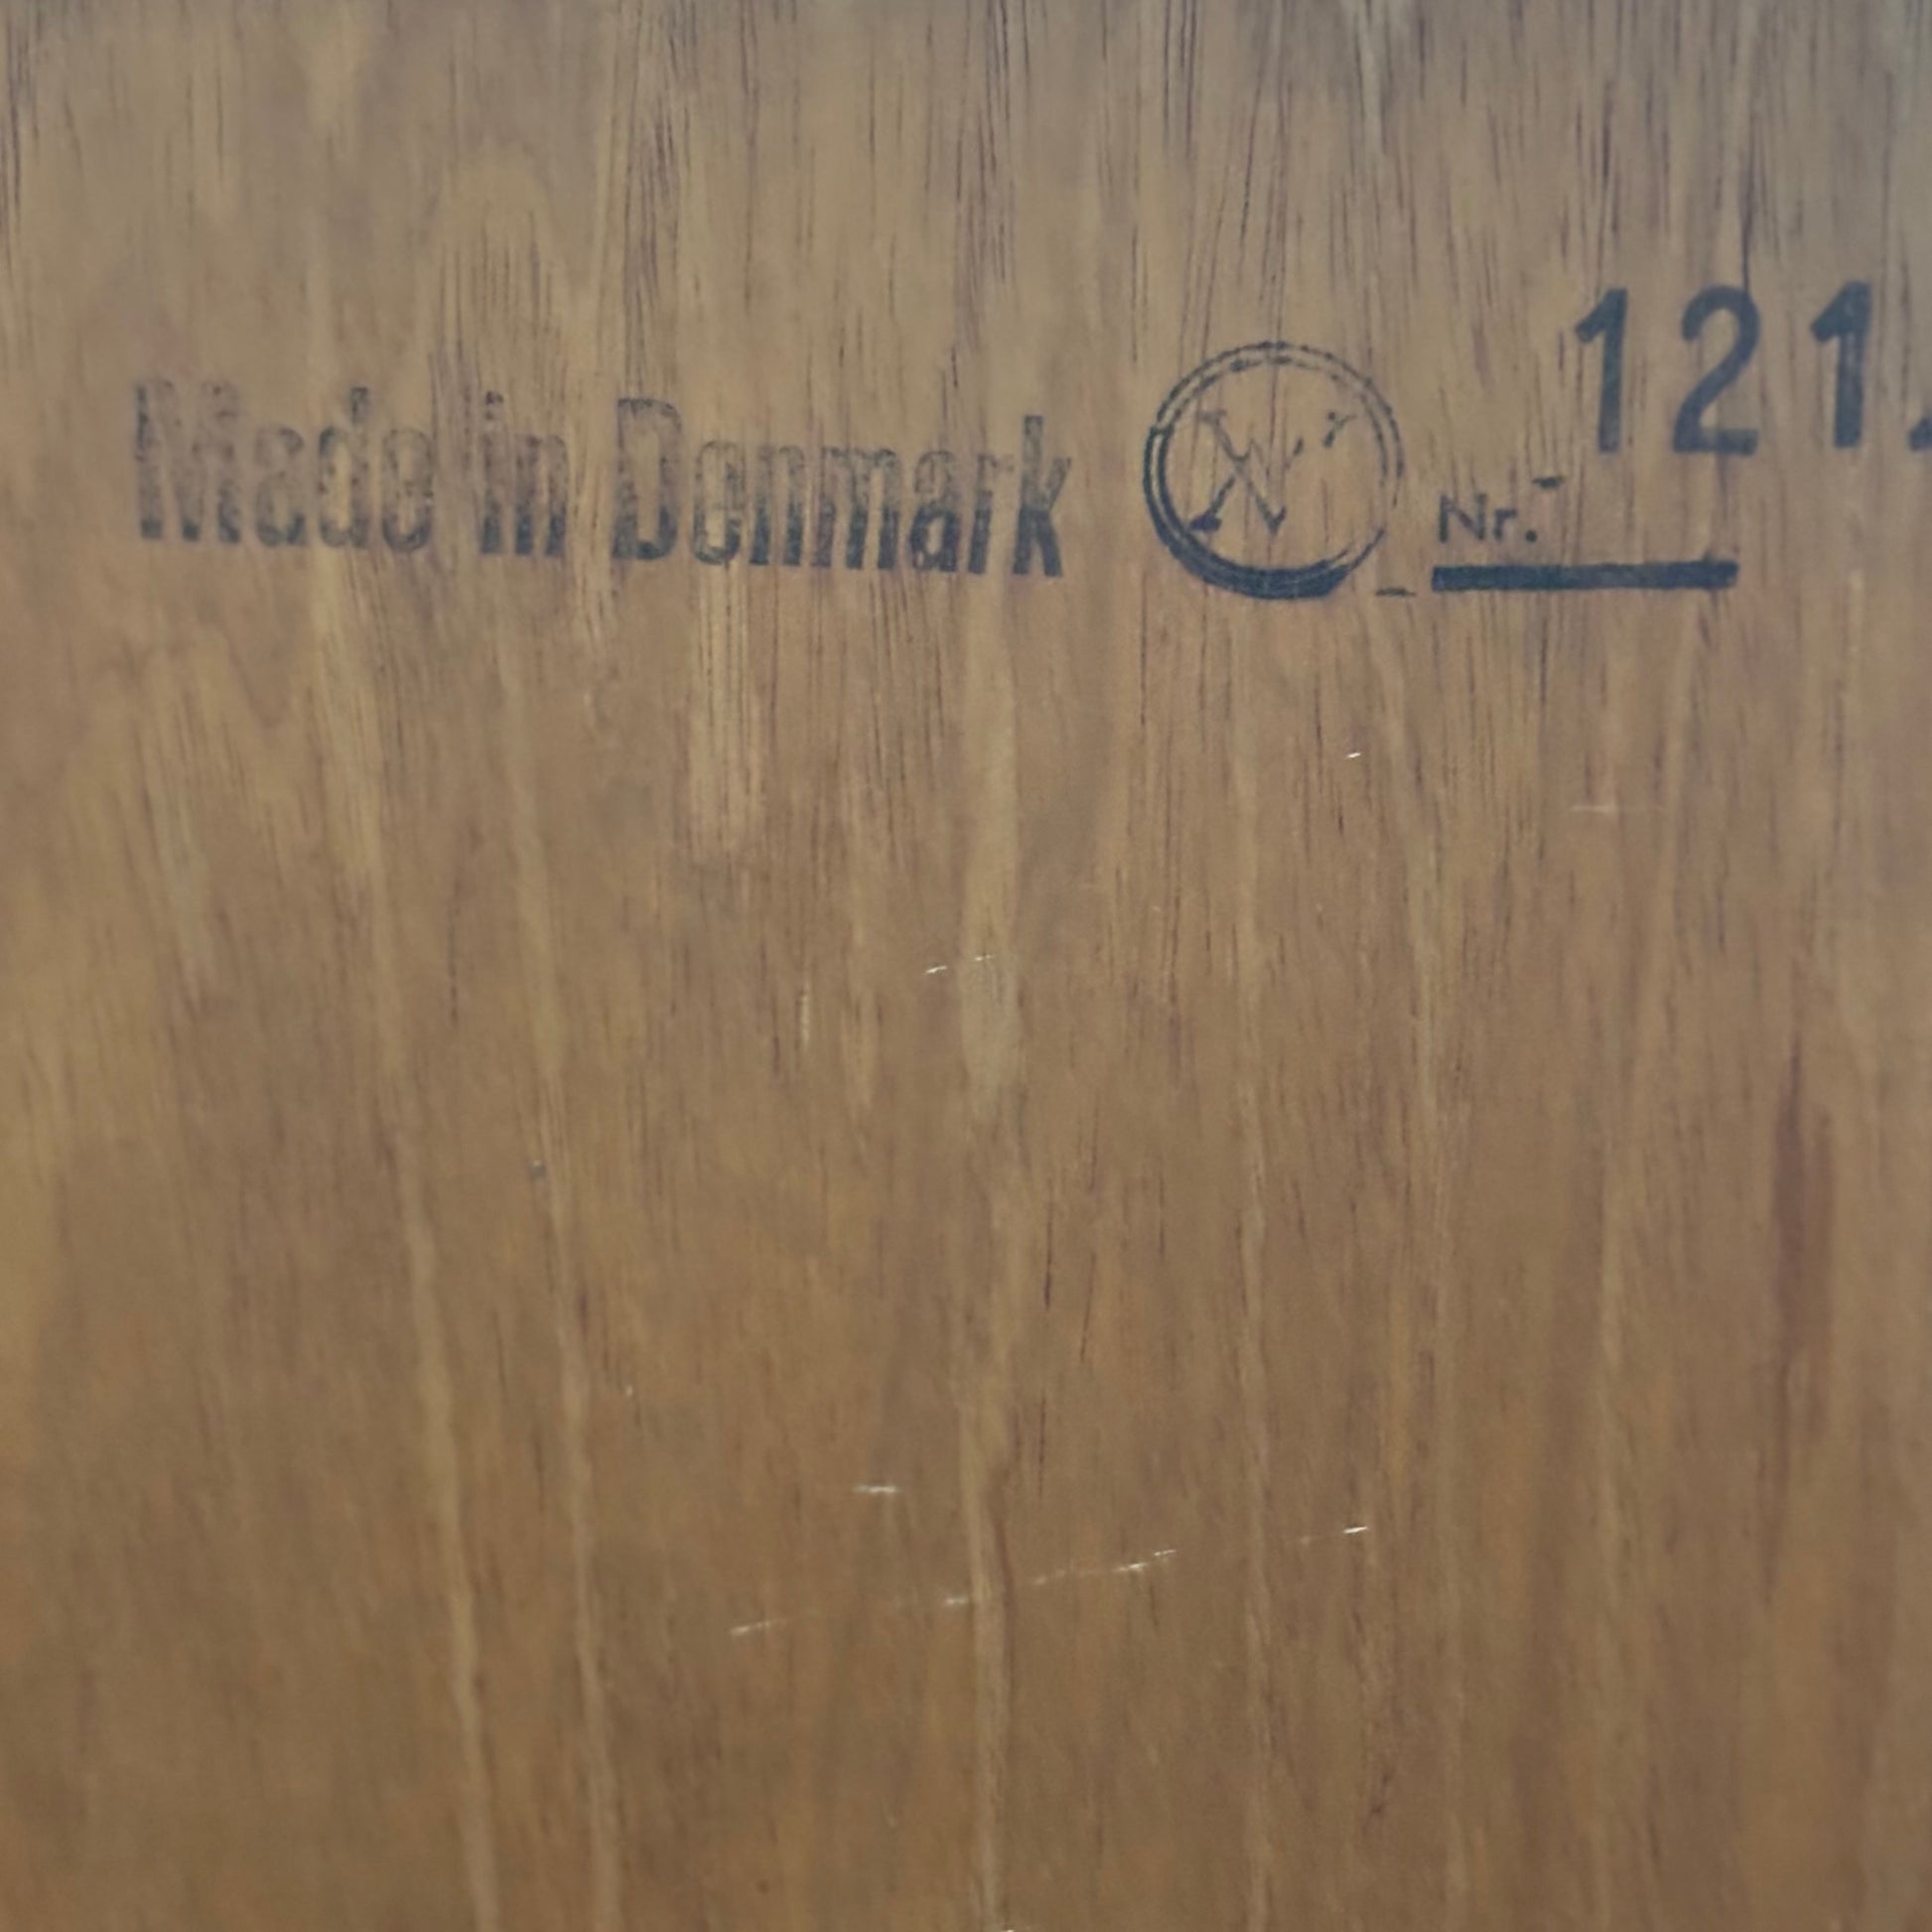 Made in Denmark Nr. 121